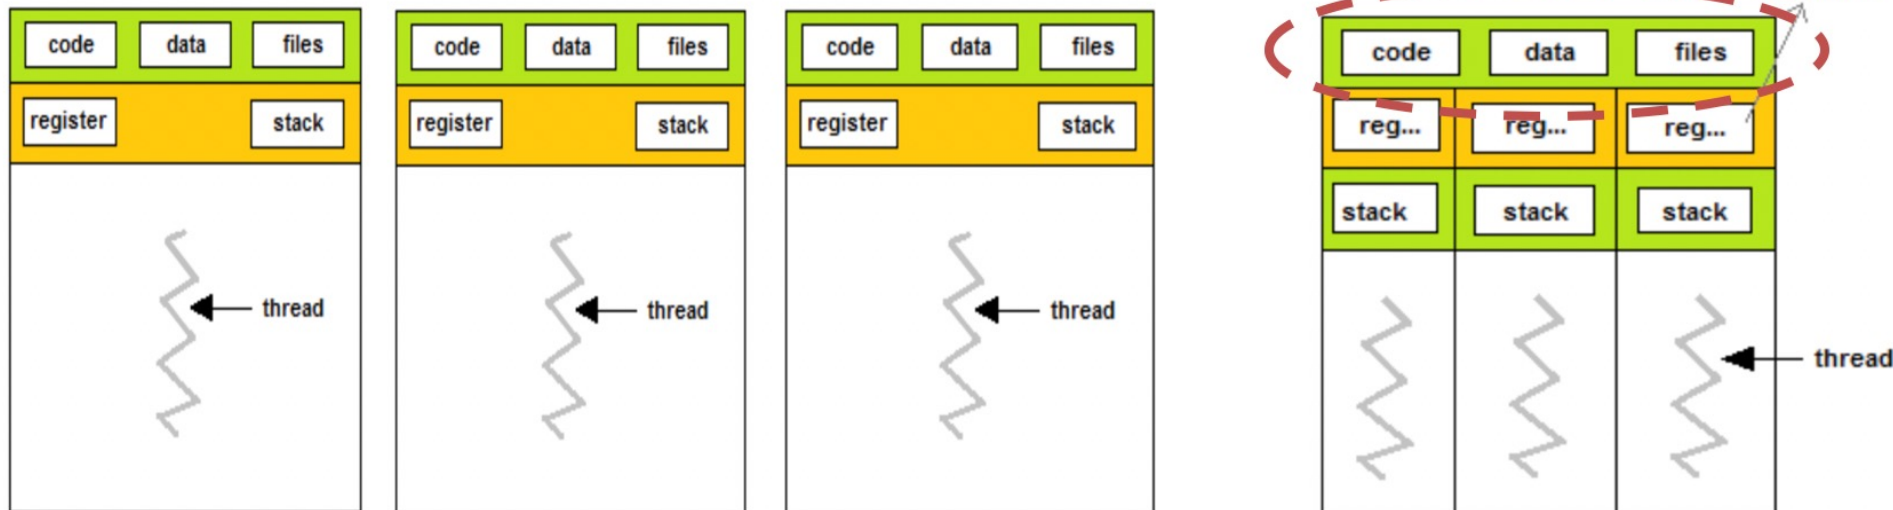 code data files
register stack
thread
code data files
register stack
thread
code data files
register stack
thread
code data files
reg... reg... reg...
stack stack stack
thread